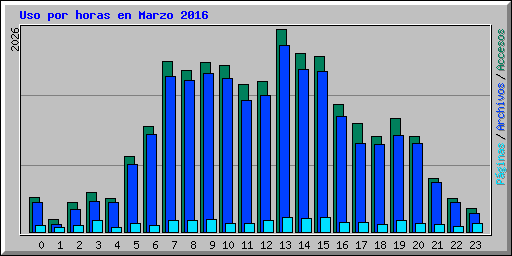 Uso por horas en Marzo 2016
2026
Páginas / Archivos / Accesos
0 1 2 3 4 5 6 7 8 9 10 11 12 13 14 15 16 17 18 19 20 21 22 23